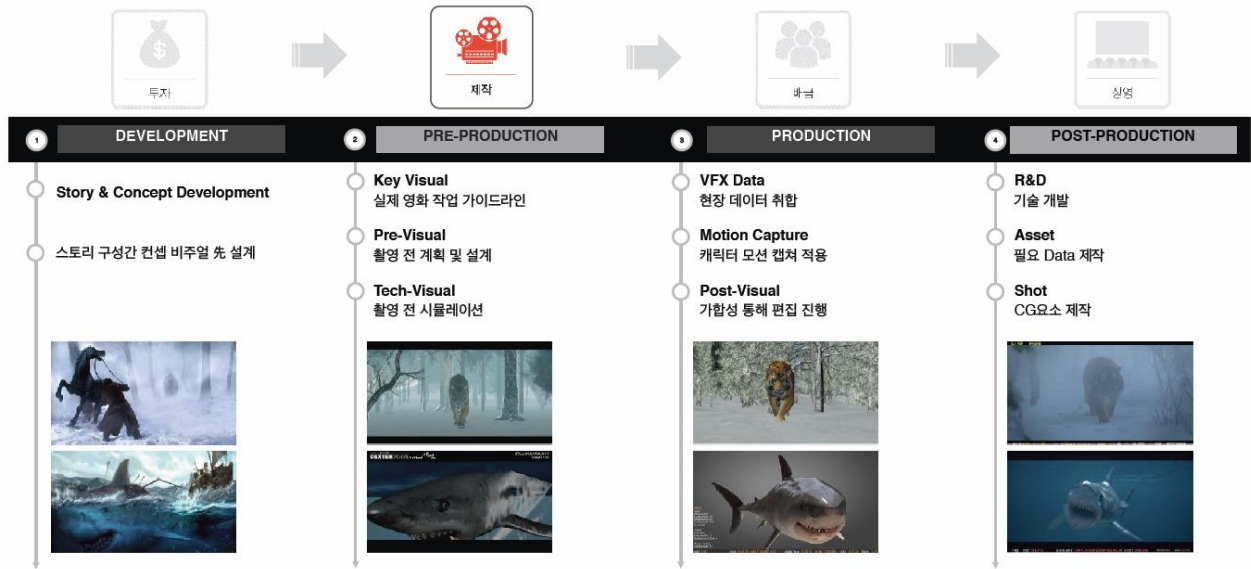 투자
제작
배급
상영
1
DEVELOPMENT
2
PRE-PRODUCTION
3
PRODUCTION
4
POST-PRODUCTION
Story & Concept Development
스토리 구성간 컨셉 비주얼 先 설계
Key Visual
실제 영화 작업 가이드라인
Pre-Visual
촬영 전 계획 및 설계
Tech-Visual
촬영 전 시뮬레이션
VFX Data
현장 데이터 취합
Motion Capture
캐릭터 모션 캡쳐 적용
Post-Visual
가합성 통해 편집 진행
R&D
기술 개발
Asset
필요 Data 제작
Shot
CG요소 제작